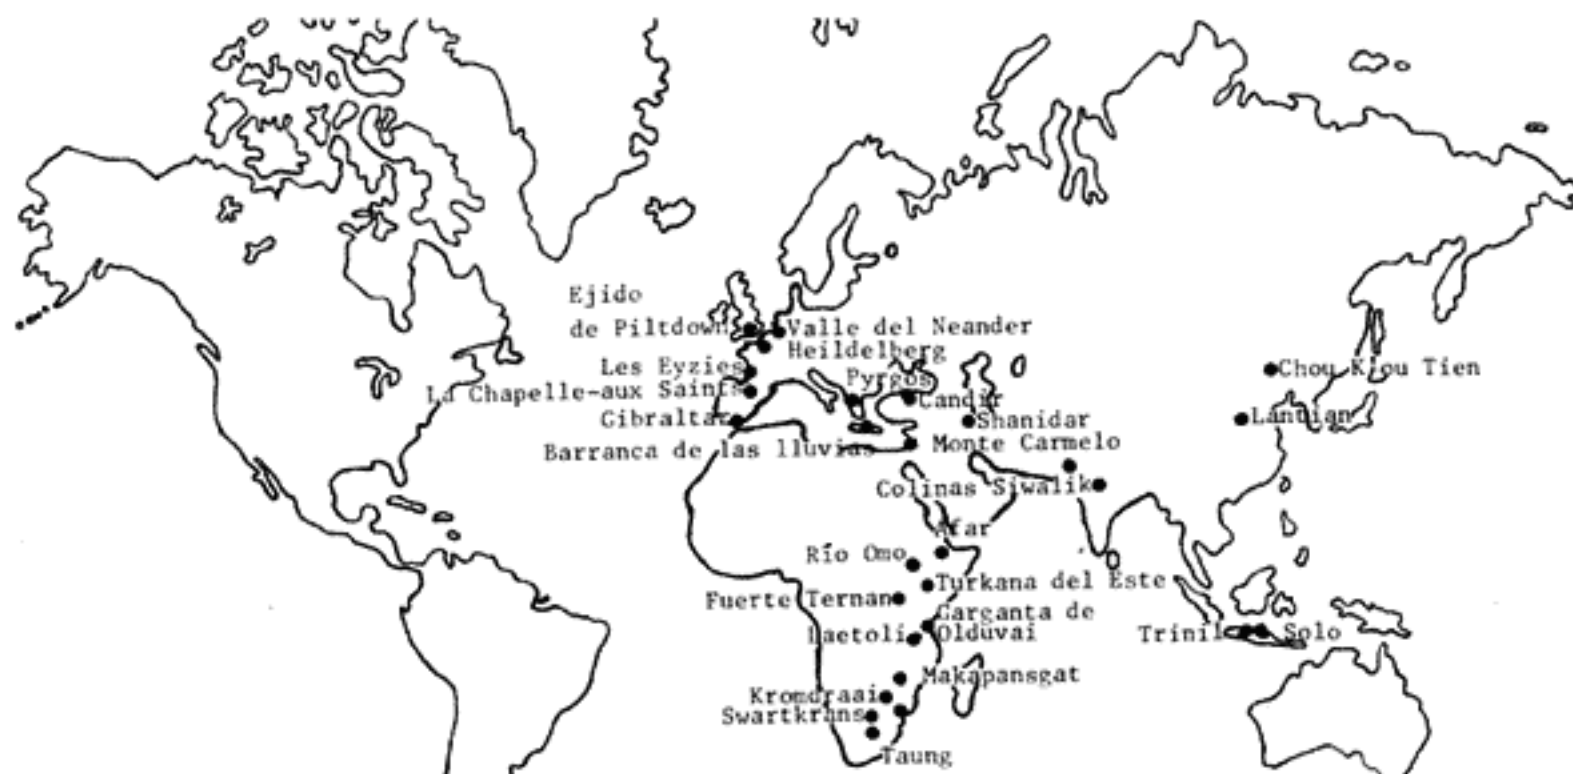 Ejido
de Piltdown
Valle del Neander
Heildelberg
Les Eyzies
Pyrgos
Chou K'ou Tien
La Chapelle-aux Saints
Candir
Gibraltar
Shanidar
Lantian
Barranca de las lluvias
Monte Carmelo
Colinas Siwalik
Afar
Río Omo
Turkana del Este
Fuerte Ternan
Garganta de
Olduvai
Laetoli
Trinil
Solo
Makapansgat
Kromdraai
Swartkrans
Taung